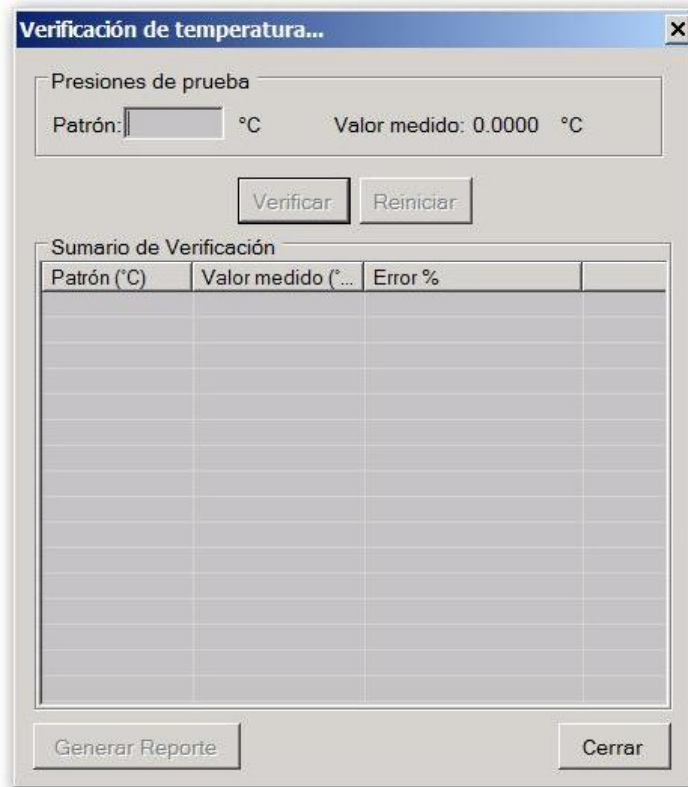 Verificación de temperatura...
Presiones de prueba
Patrón: °C Valor medido: 0.0000 °C
Verificar Reiniciar
Sumario de Verificación
Patrón (°C) Valor medido (°... Error %
Generar Reporte Cerrar